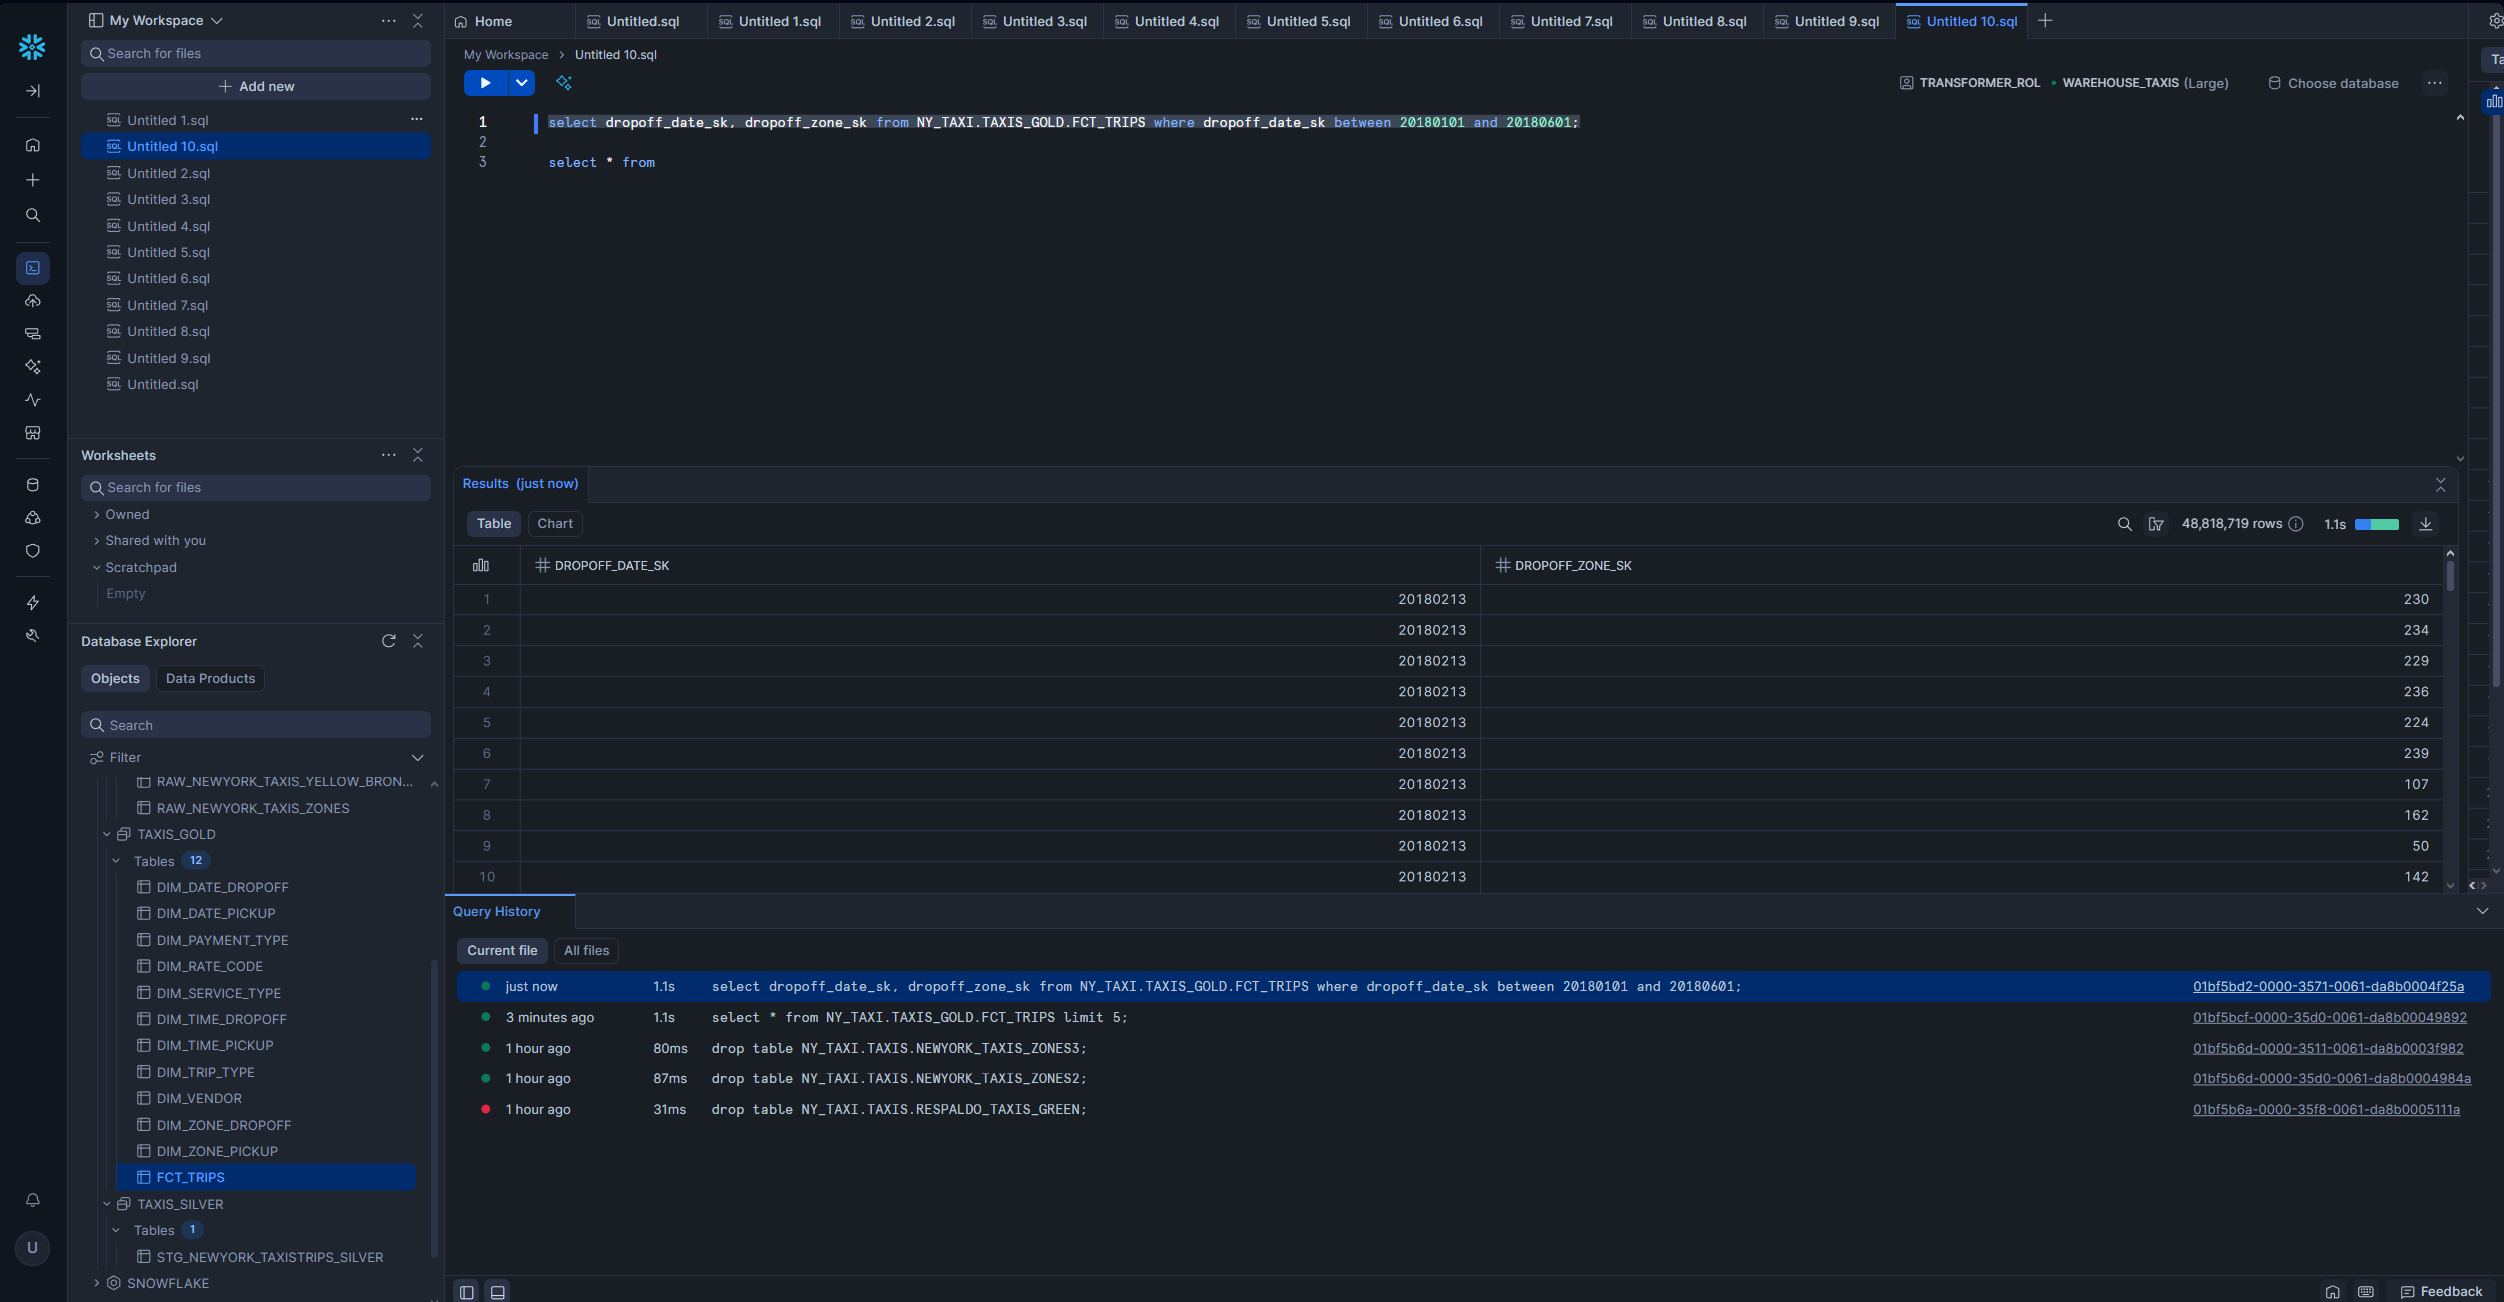 My Workspace
Search for files
Add new
Untitled 1.sql
Untitled 10.sql
Untitled 2.sql
Untitled 3.sql
Untitled 4.sql
Untitled 5.sql
Untitled 6.sql
Untitled 7.sql
Untitled 8.sql
Untitled 9.sql
Untitled.sql
Worksheets
Search for files
Owned
Shared with you
Scratchpad
Empty
Database Explorer
Objects Data Products
Search
Filter
RAW_NEWYORK_TAXIS_YELLOW_BRON...
RAW_NEWYORK_TAXIS_ZONES
TAXIS_GOLD
Tables 12
DIM_DATE_DROPOFF
DIM_DATE_PICKUP
DIM_PAYMENT_TYPE
DIM_RATE_CODE
DIM_SERVICE_TYPE
DIM_TIME_DROPOFF
DIM_TIME_PICKUP
DIM_TRIP_TYPE
DIM_VENDOR
DIM_ZONE_DROPOFF
DIM_ZONE_PICKUP
FCT_TRIPS
TAXIS_SILVER
Tables 1
STG_NEWYORK_TAXISTRIPS_SILVER
SNOWFLAKE
U
Home Untitled.sql Untitled 1.sql Untitled 2.sql Untitled 3.sql Untitled 4.sql Untitled 5.sql Untitled 6.sql Untitled 7.sql Untitled 8.sql Untitled 9.sql Untitled 10.sql
My Workspace > Untitled 10.sql
TRANSFORMER_ROL WAREHOUSE_TAXIS (Large) Choose database
1 select dropoff_date_sk, dropoff_zone_sk from NY_TAXI.TAXIS_GOLD.FCT_TRIPS where dropoff_date_sk between 20180101 and 20180601;
2
3 select * from
Results (just now)
Table Chart 48,818,719 rows 1.1s
DROPOFF_DATE_SK DROPOFF_ZONE_SK
1 20180213 230
2 20180213 234
3 20180213 229
4 20180213 236
5 20180213 224
6 20180213 239
7 20180213 107
8 20180213 162
9 20180213 50
10 20180213 142
Query History
Current file All files
just now 1.1s select dropoff_date_sk, dropoff_zone_sk from NY_TAXI.TAXIS_GOLD.FCT_TRIPS where dropoff_date_sk between 20180101 and 20180601; 01bf5bd2-0000-3571-0061-da8b0004f25a
3 minutes ago 1.1s select * from NY_TAXI.TAXIS_GOLD.FCT_TRIPS limit 5; 01bf5bcf-0000-35d0-0061-da8b00049892
1 hour ago 80ms drop table NY_TAXI.TAXIS.NEWYORK_TAXIS_ZONES3; 01bf5b6d-0000-3511-0061-da8b0003f982
1 hour ago 87ms drop table NY_TAXI.TAXIS.NEWYORK_TAXIS_ZONES2; 01bf5b6d-0000-35d0-0061-da8b0004984a
1 hour ago 31ms drop table NY_TAXI.TAXIS.RESPALDO_TAXIS_GREEN; 01bf5b6a-0000-35f8-0061-da8b0005111a
Feedback